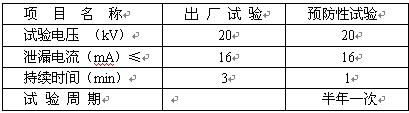 项 目 名 称 出 厂 试 验 预防性试验
试验电压 (kV) 20 20
泄漏电流(mA)≤ 16 16
持续时间(min) 3 1
试 验 周 期 半年一次